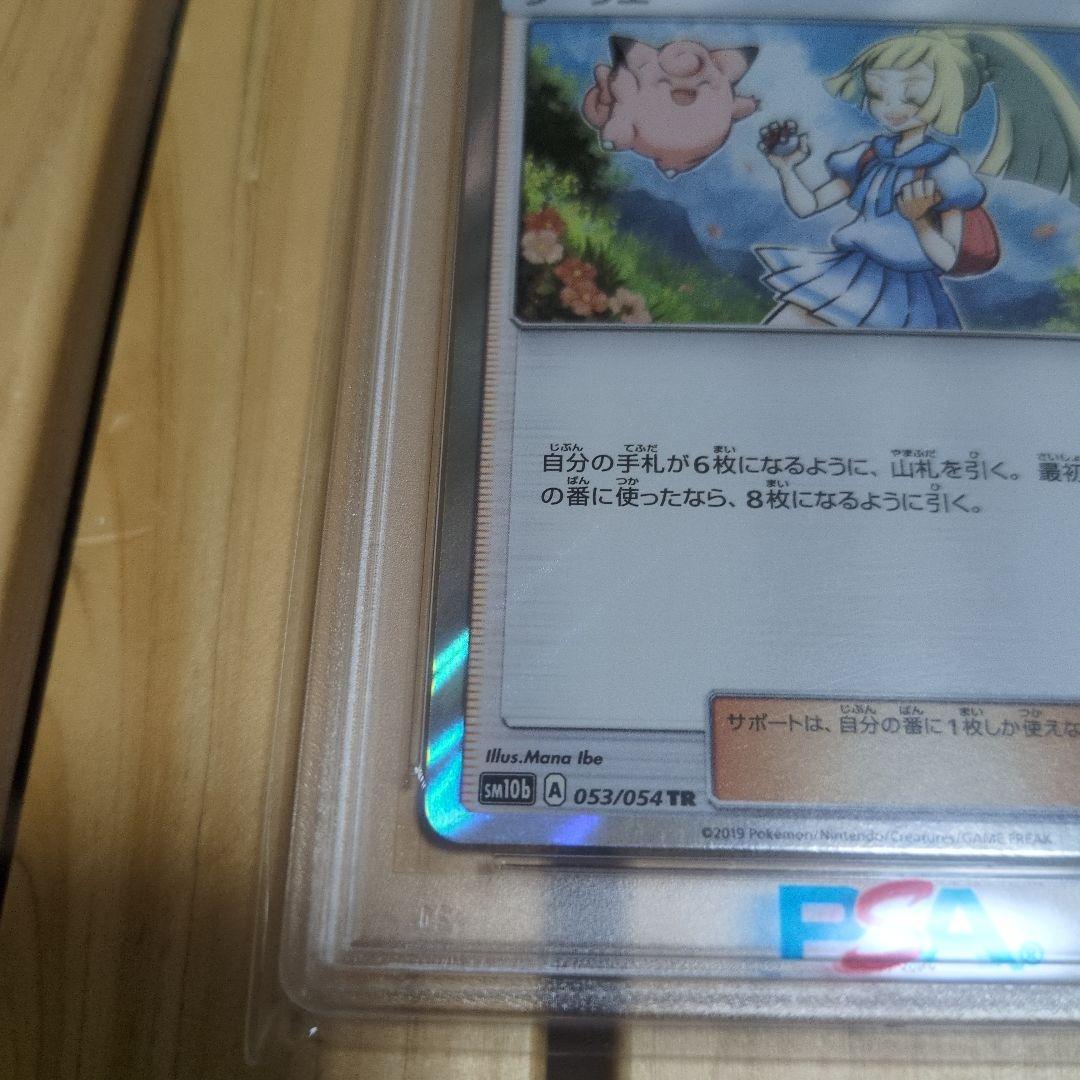 自分の手札が6枚になるように、山札を引く。最初
の番に使ったなら、8枚になるように引く。
サポートは、自分の番に1枚しか使えな
Illus.Mana Ibe
SM10b A 053/054 TR
©2019 Pokémon/Nintendo/Creatures/GAME FREAK
PSA®